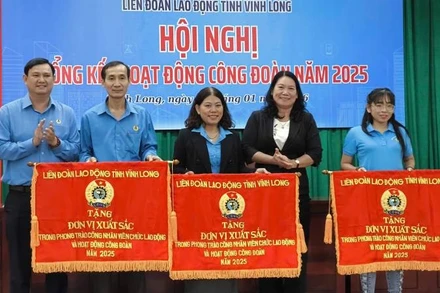 LIÊN ĐOÀN LAO ĐỘNG TỈNH VĨNH LONG
HỘI NGHỊ
TỔNG KẾT HOẠT ĐỘNG CÔNG ĐOÀN NĂM 2025
Long, ngày 01
LIÊN ĐOÀN LAO ĐỘNG TỈNH VĨNH LONG
TẶNG
ĐƠN VỊ XUẤT SẮC
TRONG PHONG TRÀO CÔNG NHÂN VIÊN CHỨC LAO ĐỘNG
VÀ HOẠT ĐỘNG CÔNG ĐOÀN
NĂM 2025
LIÊN ĐOÀN LAO ĐỘNG TỈNH VĨNH LONG
TẶNG
ĐƠN VỊ XUẤT SẮC
TRONG PHONG TRÀO CÔNG NHÂN VIÊN CHỨC LAO ĐỘNG
VÀ HOẠT ĐỘNG CÔNG ĐOÀN
NĂM 2025
LIÊN ĐOÀN LAO ĐỘNG TỈNH VĨNH LONG
TẶNG
ĐƠN VỊ XUẤT SẮC
TRONG PHONG TRÀO CÔNG NHÂN VIÊN CHỨC LAO ĐỘNG
VÀ HOẠT ĐỘNG CÔNG ĐOÀN
NĂM 2025